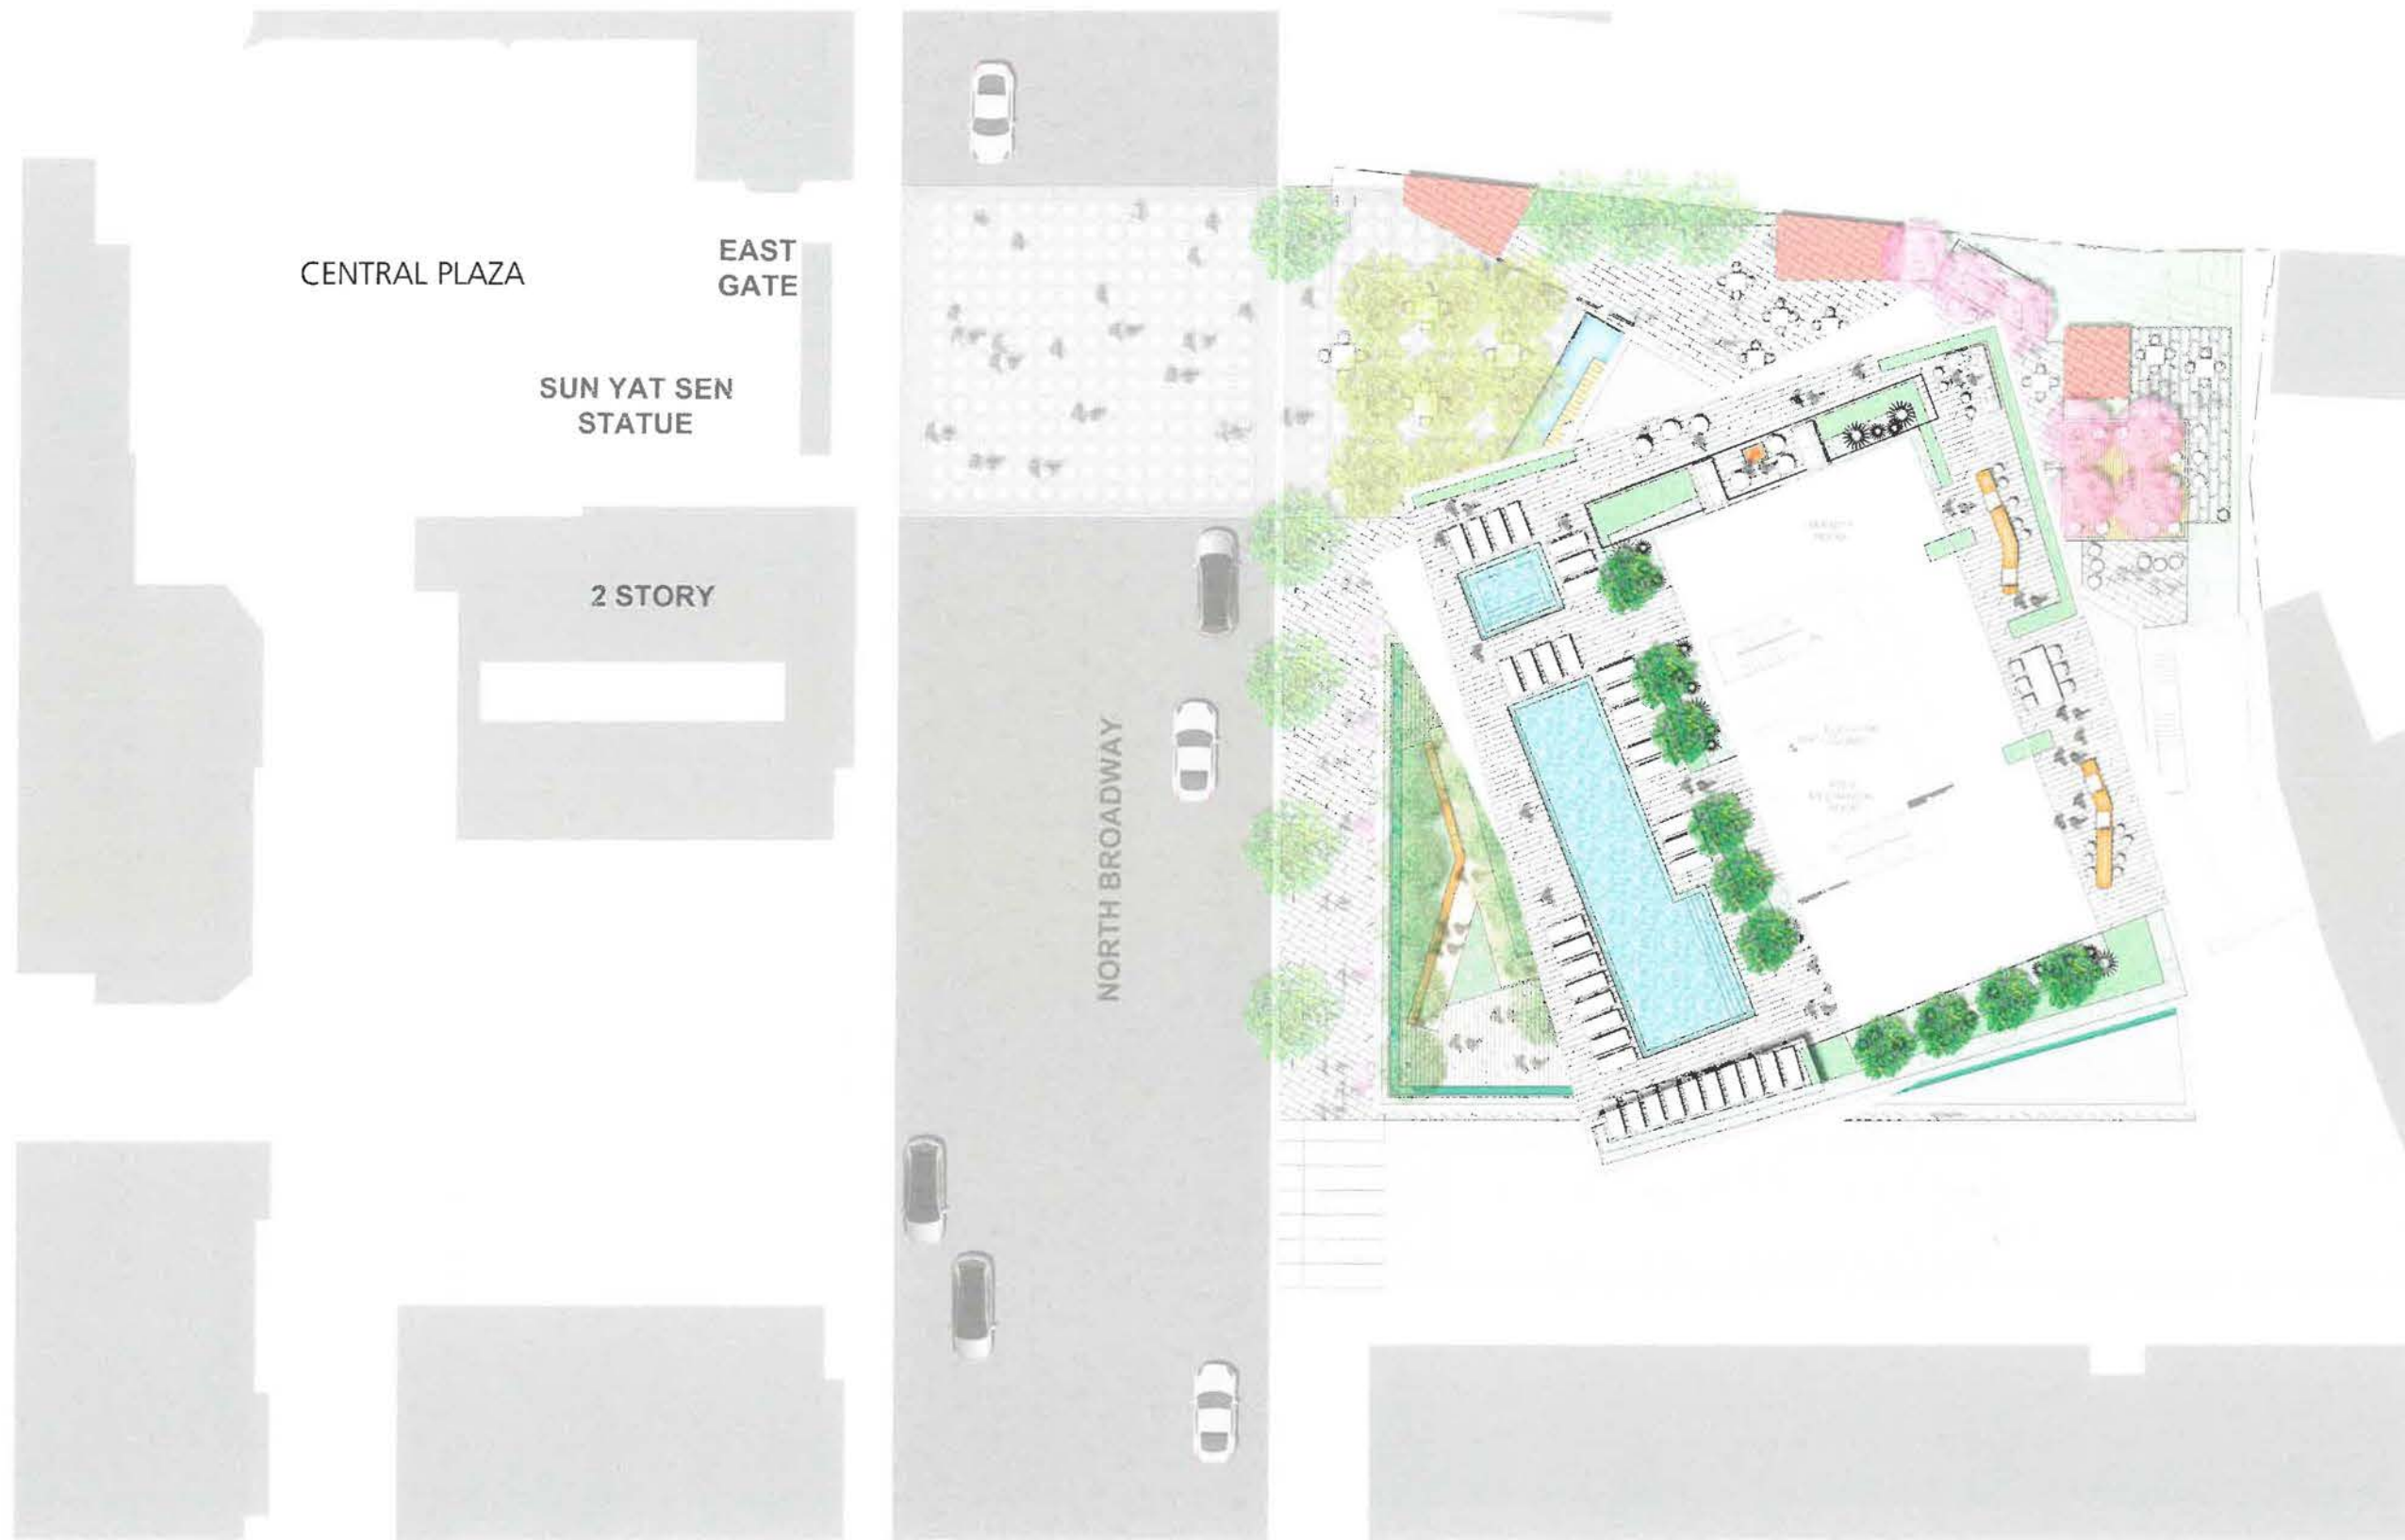 CENTRAL PLAZA
EAST
GATE
SUN YAT SEN
STATUE
2 STORY
NORTH BROADWAY